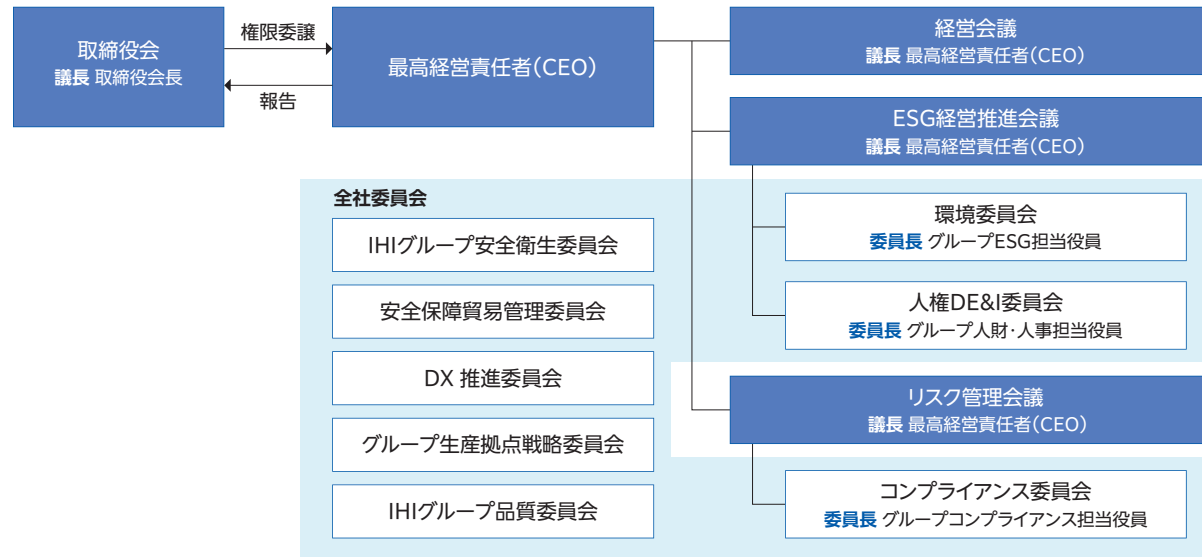 取締役会
議長 取締役会長
権限委譲
報告
最高経営責任者(CEO)
経営会議
議長 最高経営責任者(CEO)
ESG経営推進会議
議長 最高経営責任者(CEO)
全社委員会
IHIグループ安全衛生委員会
安全保障貿易管理委員会
DX 推進委員会
グループ生産拠点戦略委員会
IHIグループ品質委員会
環境委員会
委員長 グループESG担当役員
人権DE&I委員会
委員長 グループ人財・人事担当役員
リスク管理会議
議長 最高経営責任者(CEO)
コンプライアンス委員会
委員長 グループコンプライアンス担当役員